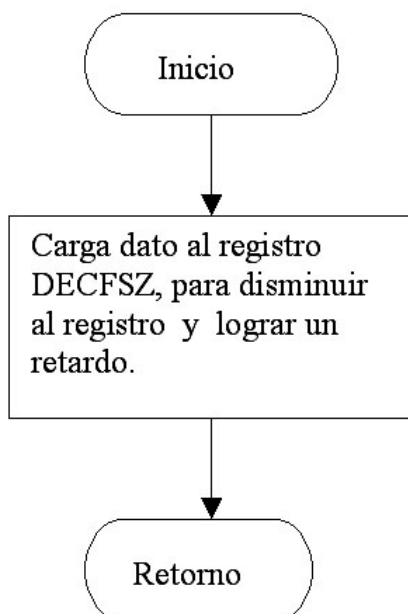 Inicio
Carga dato al registro
DECFSZ, para disminuir
al registro y lograr un
retardo.
Retorno